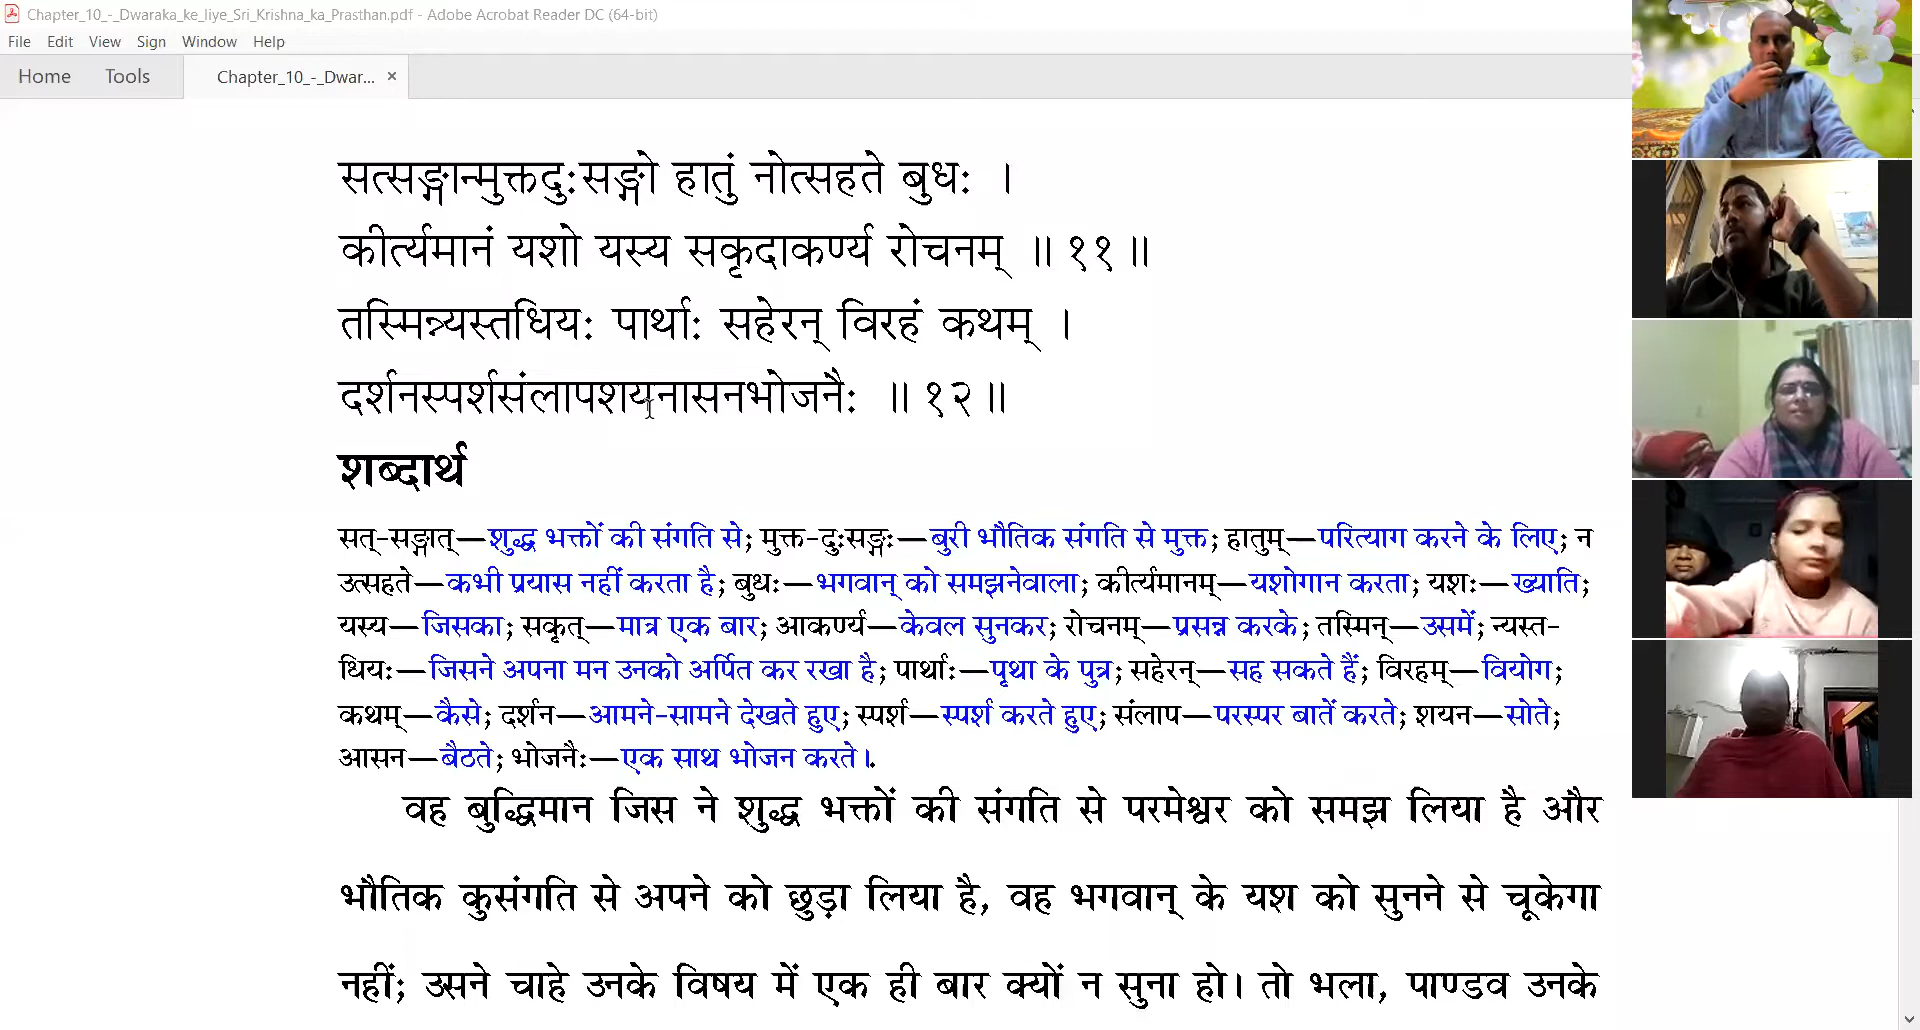 Chapter_10_-_Dwaraka_ke_liye_Sri_Krishna_ka_Prasthan.pdf - Adobe Acrobat Reader DC (64-bit)
File Edit View Sign Window Help
Home Tools Chapter_10_-_Dwar... ×
सत्सङ्गान्मुक्तदुःसङ्गो हातुं नोत्सहते बुधः ।
कीर्त्यमानं यशो यस्य सकृदाकर्ण्य रोचनम् ॥ ११ ॥
तस्मिन्न्यस्तधियः पार्थाः सहेरन् विरहं कथम् ।
दर्शनस्पर्शसंलापशयनासनभोजनैः ॥ १२ ॥
शब्दार्थ
सत्-सङ्गात्—शुद्ध भक्तों की संगति से; मुक्त-दुःसङ्गः—बुरी भौतिक संगति से मुक्त; हातुम्—परित्याग करने के लिए; न
उत्सहते—कभी प्रयास नहीं करता है; बुधः—भगवान् को समझनेवाला; कीर्त्यमानम्—यशोगान करता; यशः—ख्याति;
यस्य—जिसका; सकृत्—मात्र एक बार; आकर्ण्य—केवल सुनकर; रोचनम्—प्रसन्न करके; तस्मिन्—उसमें; न्यस्त-
धियः—जिसने अपना मन उनको अर्पित कर रखा है; पार्थाः—पृथा के पुत्र; सहेरन्—सह सकते हैं; विरहम्—वियोग;
कथम्—कैसे; दर्शन—आमने-सामने देखते हुए; स्पर्श—स्पर्श करते हुए; संलाप—परस्पर बातें करते; शयन—सोते;
आसन—बैठते; भोजनैः—एक साथ भोजन करते।.
वह बुद्धिमान जिस ने शुद्ध भक्तों की संगति से परमेश्वर को समझ लिया है और
भौतिक कुसंगति से अपने को छुड़ा लिया है, वह भगवान् के यश को सुनने से चूकेगा
नहीं; उसने चाहे उनके विषय में एक ही बार क्यों न सुना हो। तो भला, पाण्डव उनके